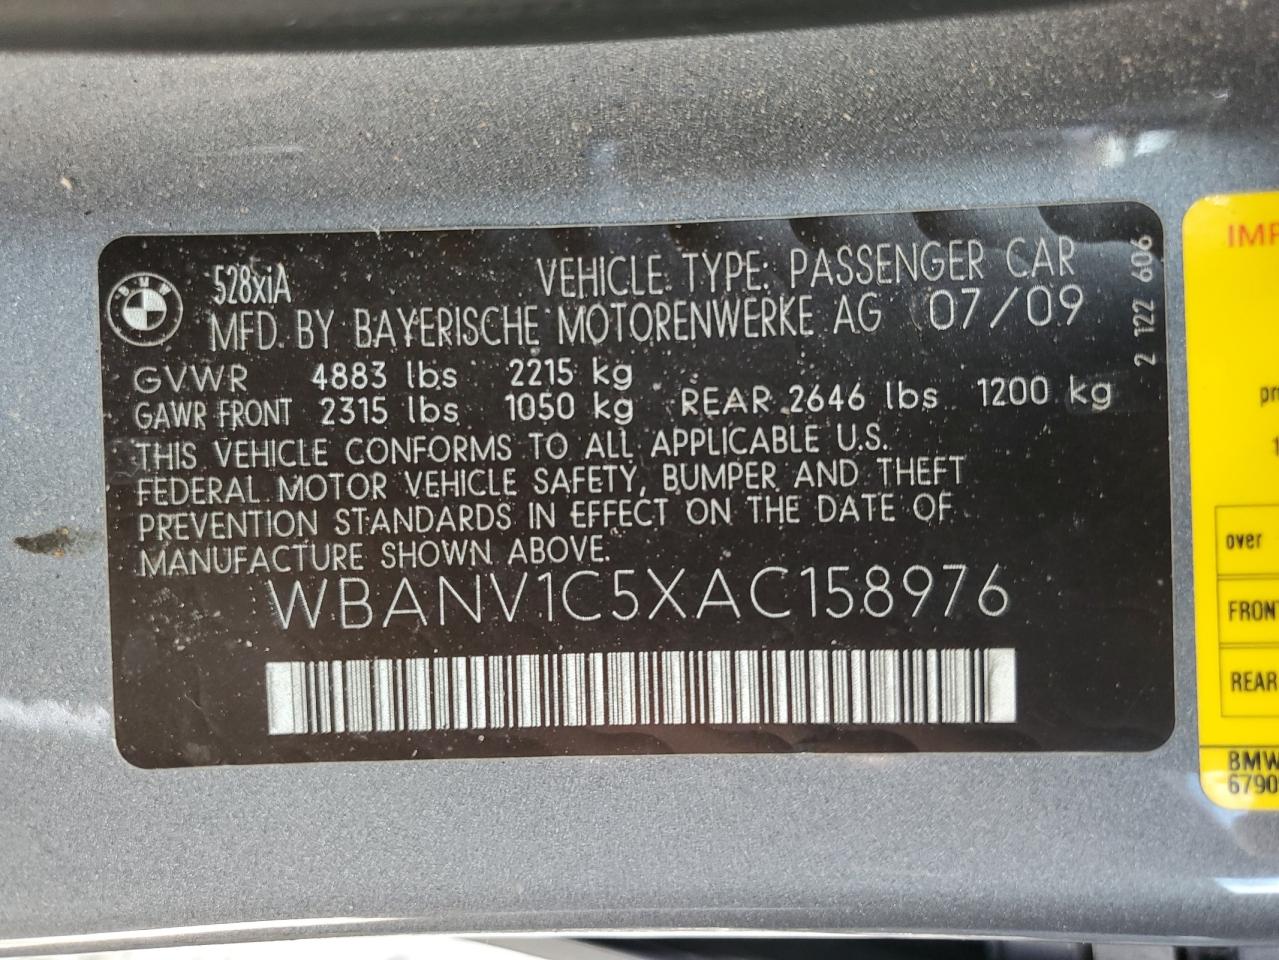 BMW
528xiA
VEHICLE TYPE: PASSENGER CAR
MFD. BY BAYERISCHE MOTORENWERKE AG 07/09
GVWR 4883 lbs 2215 kg
GAWR FRONT 2315 lbs 1050 kg REAR 2646 lbs 1200 kg
THIS VEHICLE CONFORMS TO ALL APPLICABLE U.S.
FEDERAL MOTOR VEHICLE SAFETY, BUMPER AND THEFT
PREVENTION STANDARDS IN EFFECT ON THE DATE OF
MANUFACTURE SHOWN ABOVE.
WBANV1C5XAC158976
2 122 606
over
FRONT
REAR
BMW